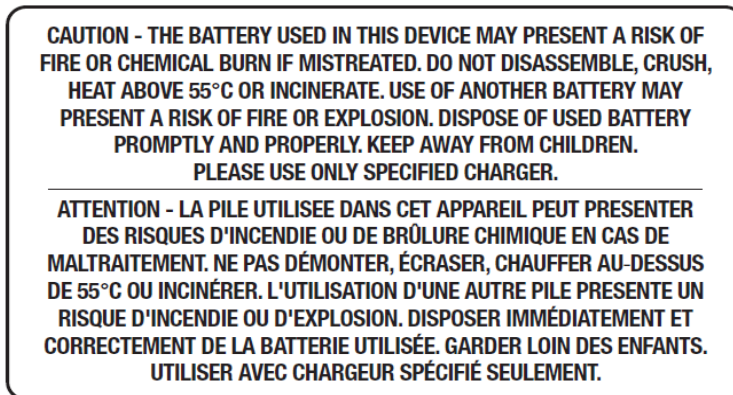 CAUTION - THE BATTERY USED IN THIS DEVICE MAY PRESENT A RISK OF
FIRE OR CHEMICAL BURN IF MISTREATED. DO NOT DISASSEMBLE, CRUSH,
HEAT ABOVE 55°C OR INCINERATE. USE OF ANOTHER BATTERY MAY
PRESENT A RISK OF FIRE OR EXPLOSION. DISPOSE OF USED BATTERY
PROMPTLY AND PROPERLY. KEEP AWAY FROM CHILDREN.
PLEASE USE ONLY SPECIFIED CHARGER.
ATTENTION - LA PILE UTILISEE DANS CET APPAREIL PEUT PRESENTER
DES RISQUES D'INCENDIE OU DE BRÛLURE CHIMIQUE EN CAS DE
MALTRAITEMENT. NE PAS DÉMONTER, ÉCRASER, CHAUFFER AU-DESSUS
DE 55°C OU INCINÉRER. L'UTILISATION D'UNE AUTRE PILE PRESENTE UN
RISQUE D'INCENDIE OU D'EXPLOSION. DISPOSER IMMÉDIATEMENT ET
CORRECTEMENT DE LA BATTERIE UTILISÉE. GARDER LOIN DES ENFANTS.
UTILISER AVEC CHARGEUR SPÉCIFIÉ SEULEMENT.